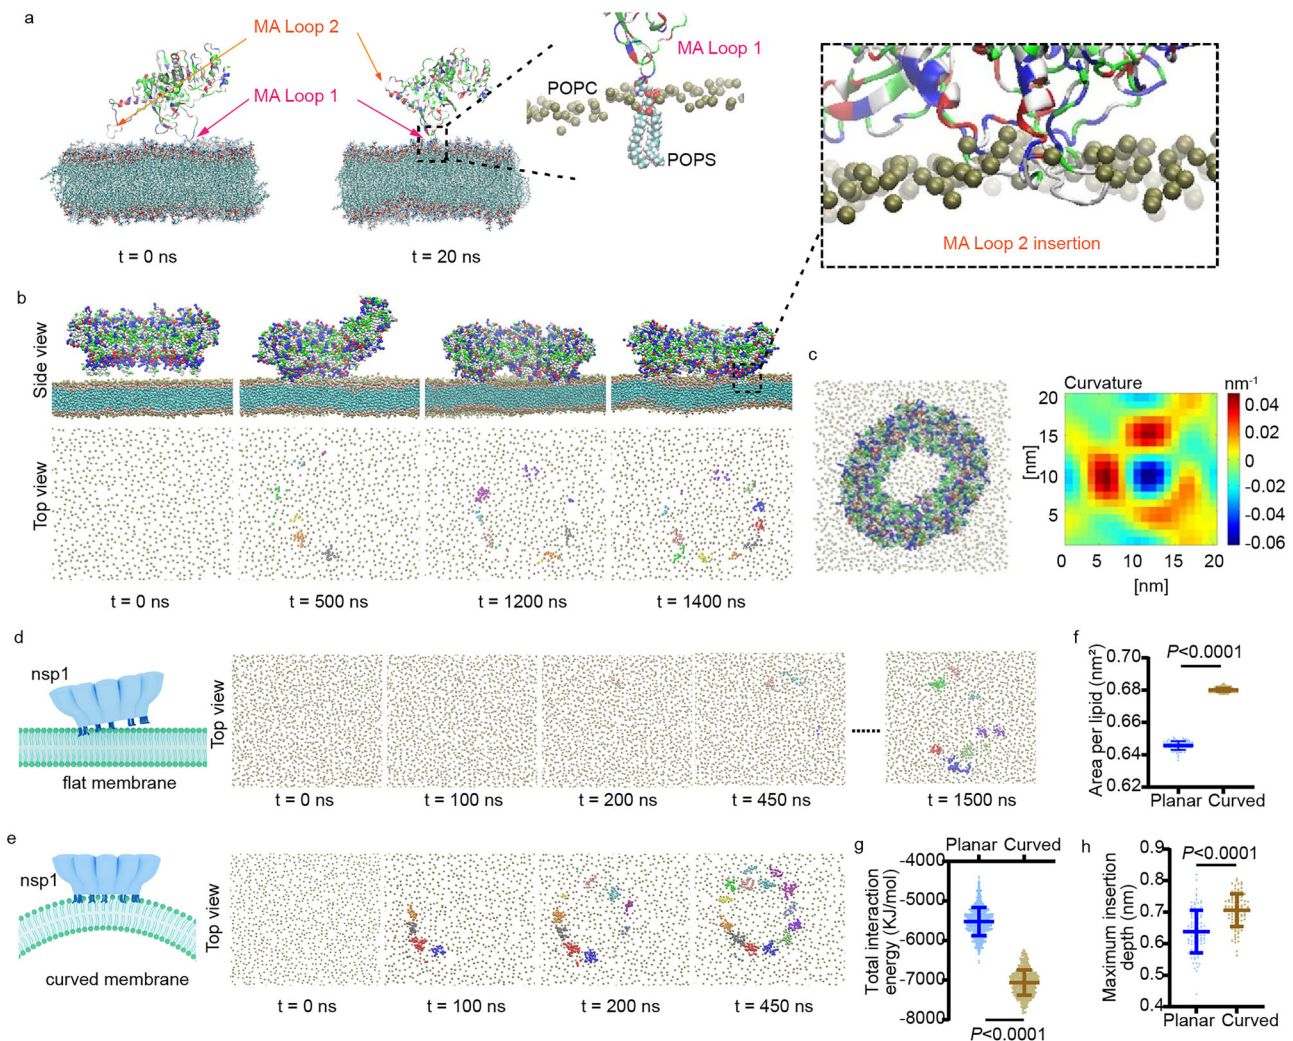 a
MA Loop 2
MA Loop 1
t = 0 ns
t = 20 ns
MA Loop 1
POPC
POPS
MA Loop 2 insertion
b
Side view
Top view
t = 0 ns
t = 500 ns
t = 1200 ns
t = 1400 ns
c
Curvature
nm⁻¹
20
15
10
5
0
[nm]
5
10
15
20
[nm]
0.04
0.02
0
-0.02
-0.04
-0.06
d
nsp1
flat membrane
Top view
t = 0 ns
t = 100 ns
t = 200 ns
t = 450 ns
t = 1500 ns
e
nsp1
curved membrane
Top view
t = 0 ns
t = 100 ns
t = 200 ns
t = 450 ns
f
P<0.0001
Area per lipid (nm²)
0.70
0.68
0.66
0.64
0.62
Planar Curved
g
Planar Curved
Total interaction
energy (KJ/mol)
-4000
-5000
-6000
-7000
-8000
P<0.0001
h
P<0.0001
Maximum insertion
depth (nm)
0.9
0.8
0.7
0.6
0.5
0.4
Planar Curved